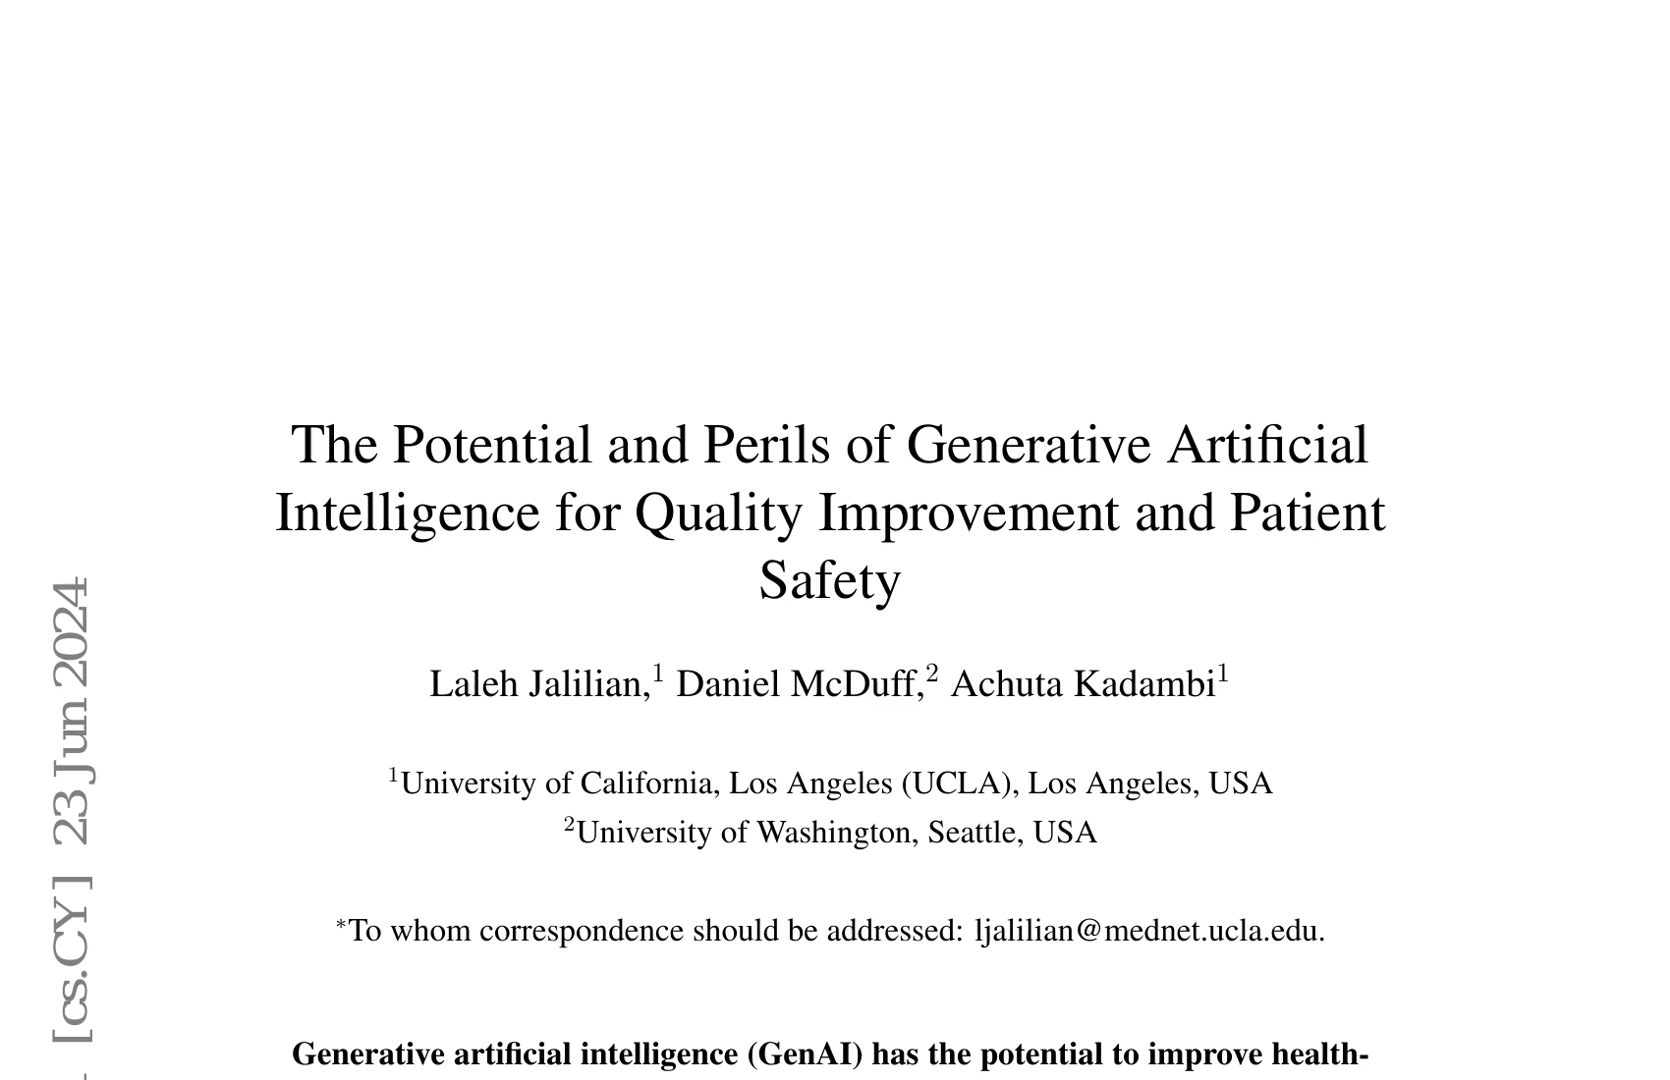 The Potential and Perils of Generative Artificial
Intelligence for Quality Improvement and Patient
Safety
Laleh Jalilian,¹ Daniel McDuff,² Achuta Kadambi¹
¹University of California, Los Angeles (UCLA), Los Angeles, USA
²University of Washington, Seattle, USA
*To whom correspondence should be addressed: ljalilian@mednet.ucla.edu.
Generative artificial intelligence (GenAI) has the potential to improve health-
[cs.CY] 23 Jun 2024